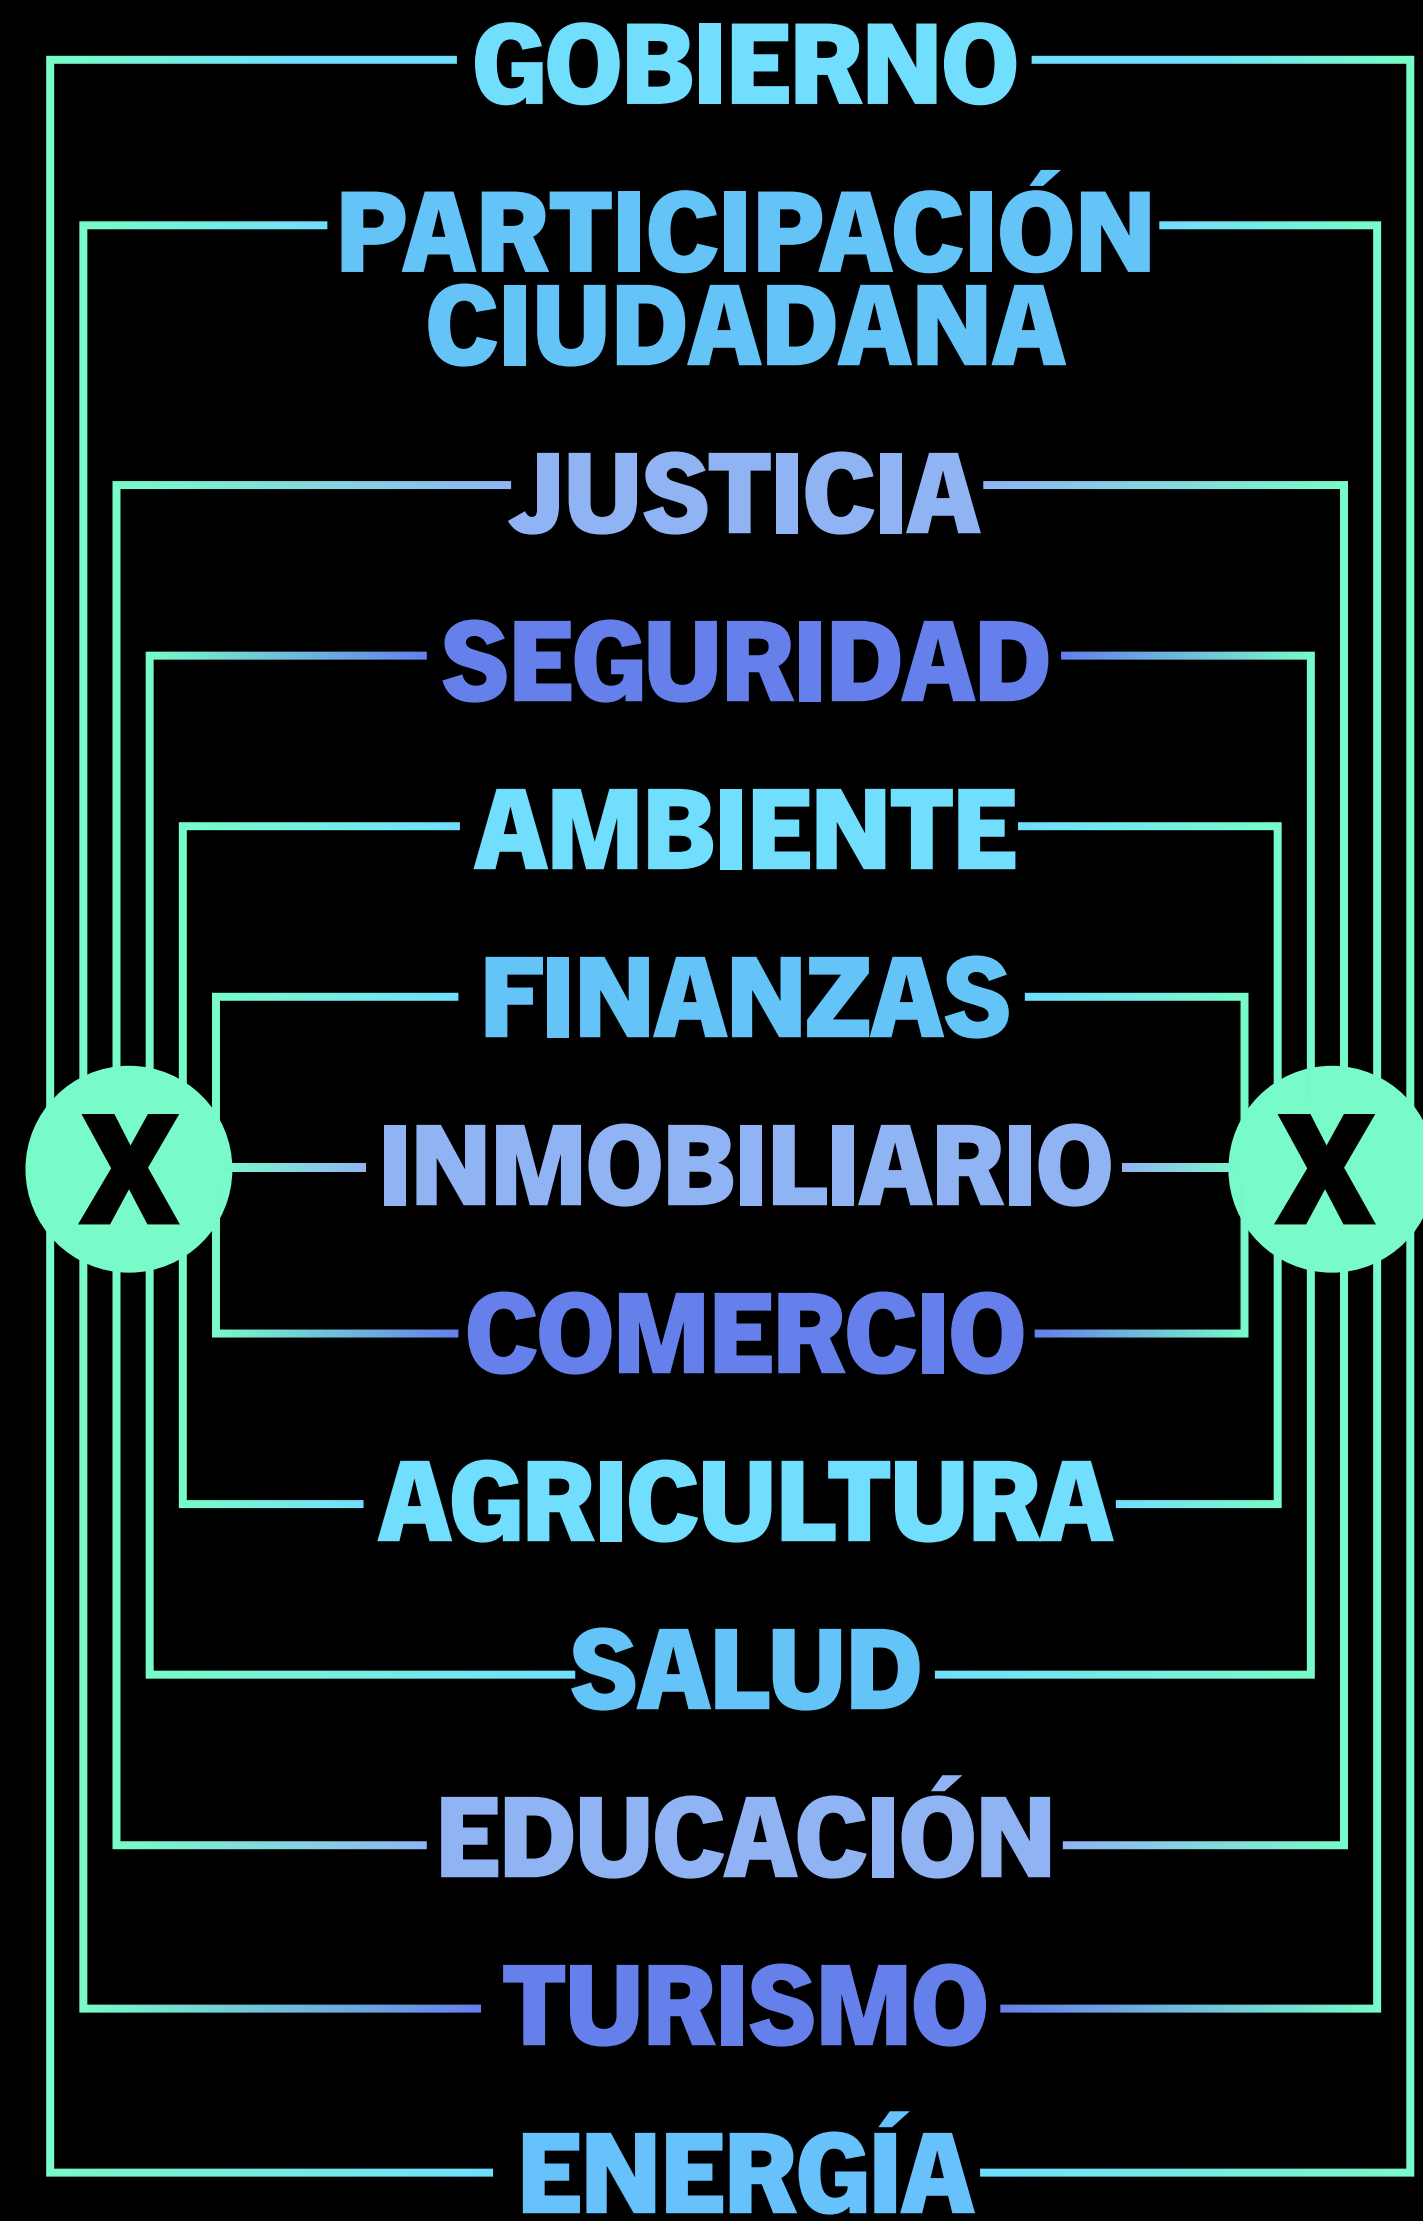 GOBIERNO
PARTICIPACIÓN
CIUDADANA
JUSTICIA
SEGURIDAD
AMBIENTE
FINANZAS
X INMOBILIARIO X
COMERCIO
AGRICULTURA
SALUD
EDUCACIÓN
TURISMO
ENERGÍA